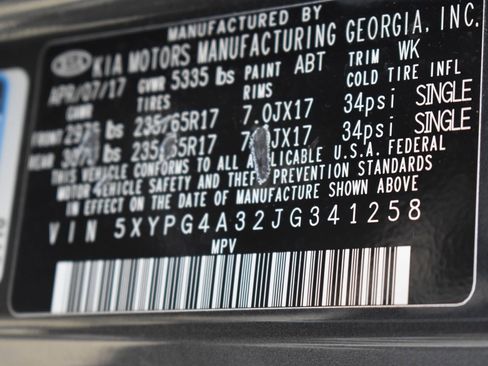 MANUFACTURED BY
KIA KIA MOTORS MANUFACTURING GEORGIA, INC.
APR/07/17 GVWR 5335 lbs PAINT ABT TRIM WK
GAWR TIRES RIMS COLD TIRE INFL
FRONT lbs 235/65R17 7.0JX17 34psi SINGLE
REAR lbs 34psi SINGLE
THIS VEHICLE CONFORMS TO ALL APPLICABLE U.S.A. FEDERAL
MOTOR VEHICLE SAFETY AND THEFT PREVENTION STANDARDS
IN EFFECT ON THE DATE OF MANUFACTURE SHOWN ABOVE
VIN 5XYPG4A32JG341258
MPV